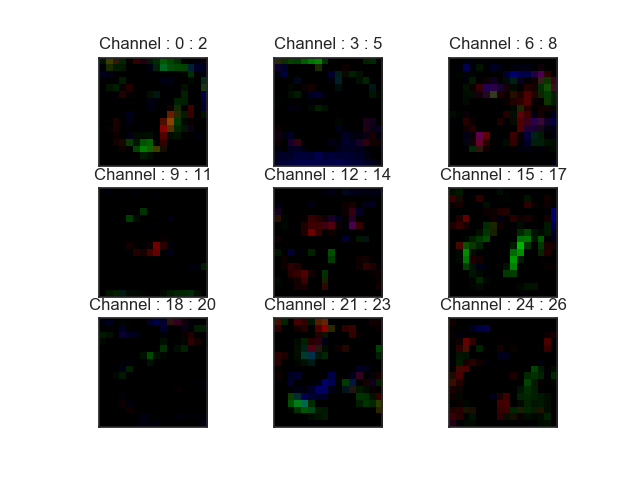 Channel : 0 : 2
Channel : 3 : 5
Channel : 6 : 8
Channel : 9 : 11
Channel : 12 : 14
Channel : 15 : 17
Channel : 18 : 20
Channel : 21 : 23
Channel : 24 : 26